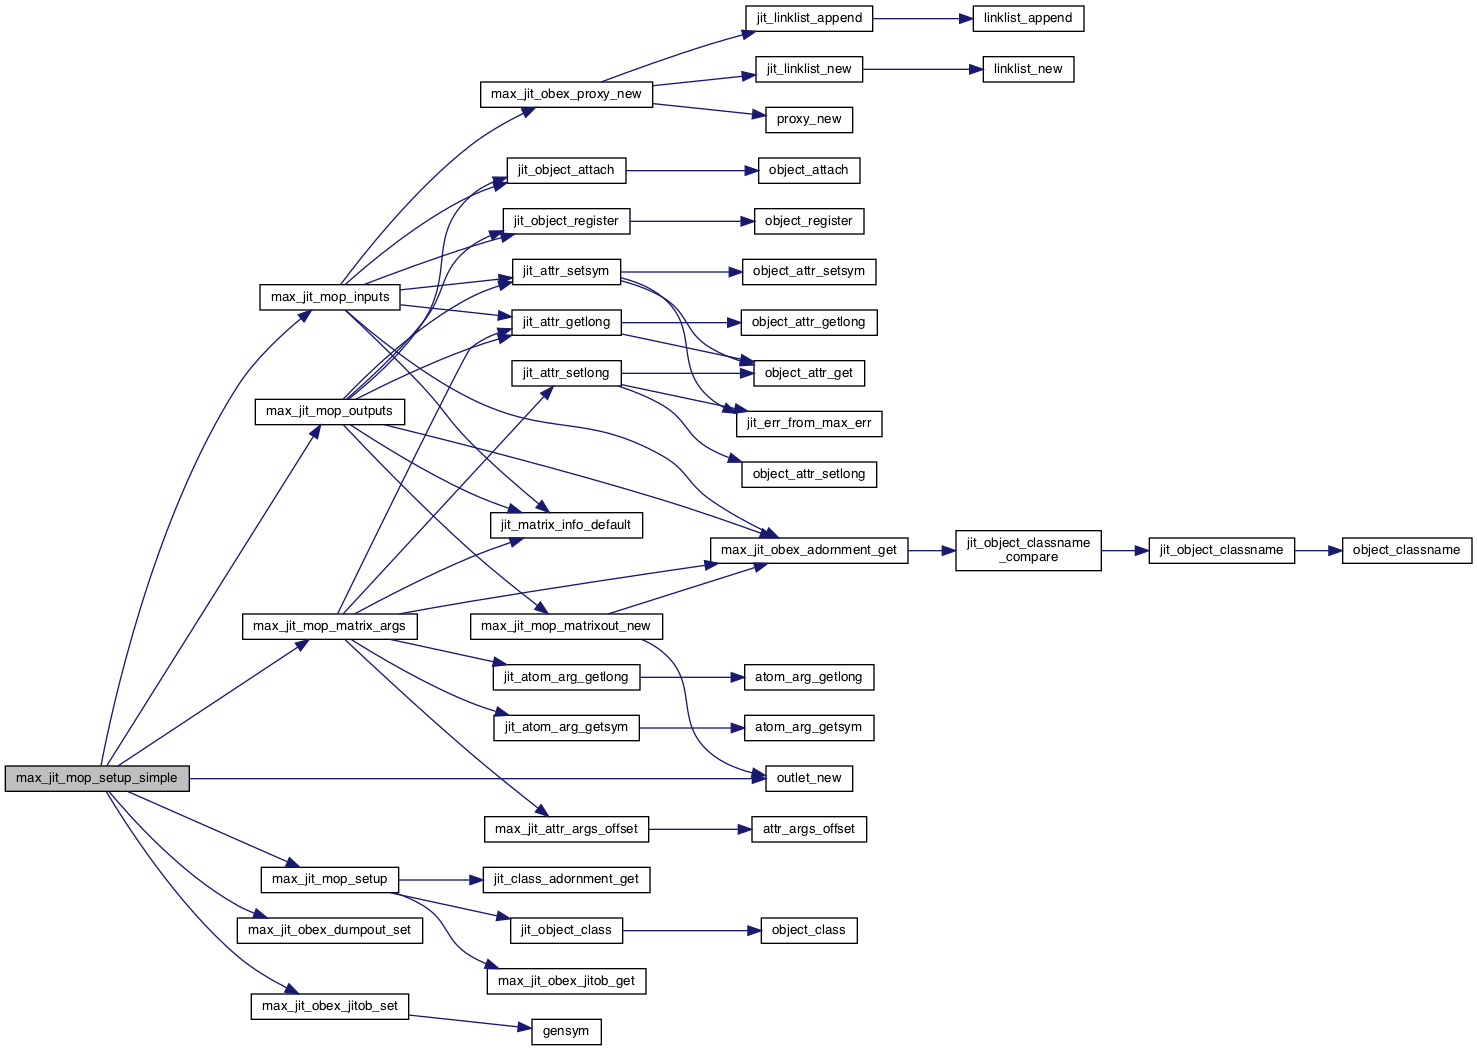 jit_linklist_append
linklist_append
jit_linklist_new
linklist_new
max_jit_obex_proxy_new
proxy_new
jit_object_attach
object_attach
jit_object_register
object_register
jit_attr_setsym
object_attr_setsym
max_jit_mop_inputs
jit_attr_getlong
object_attr_getlong
jit_attr_setlong
object_attr_get
max_jit_mop_outputs
jit_err_from_max_err
object_attr_setlong
jit_matrix_info_default
max_jit_obex_adornment_get
jit_object_classname
_compare
jit_object_classname
object_classname
max_jit_mop_matrix_args
max_jit_mop_matrixout_new
jit_atom_arg_getlong
atom_arg_getlong
jit_atom_arg_getsym
atom_arg_getsym
max_jit_mop_setup_simple
outlet_new
max_jit_attr_args_offset
attr_args_offset
max_jit_mop_setup
jit_class_adornment_get
max_jit_obex_dumpout_set
jit_object_class
object_class
max_jit_obex_jitob_get
max_jit_obex_jitob_set
gensym